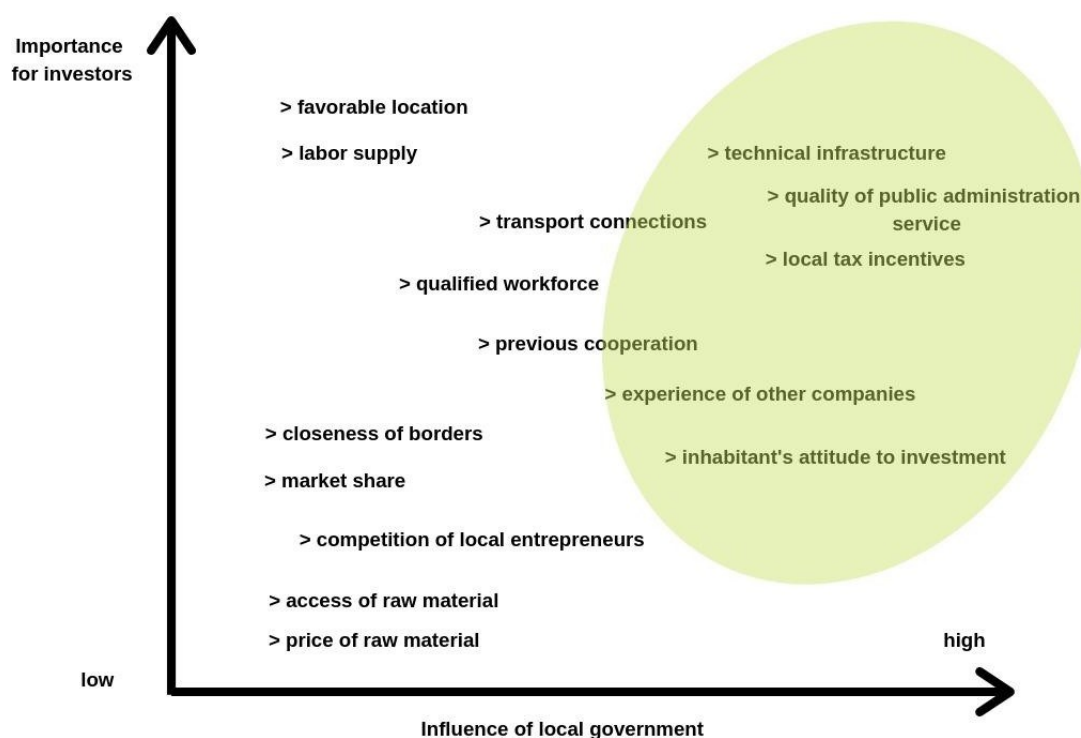 Importance
for investors
> favorable location
> labor supply
> technical infrastructure
> quality of public administration
service
> transport connections
> local tax incentives
> qualified workforce
> previous cooperation
> experience of other companies
> closeness of borders
> inhabitant's attitude to investment
> market share
> competition of local entrepreneurs
> access of raw material
> price of raw material
high
low
Influence of local government